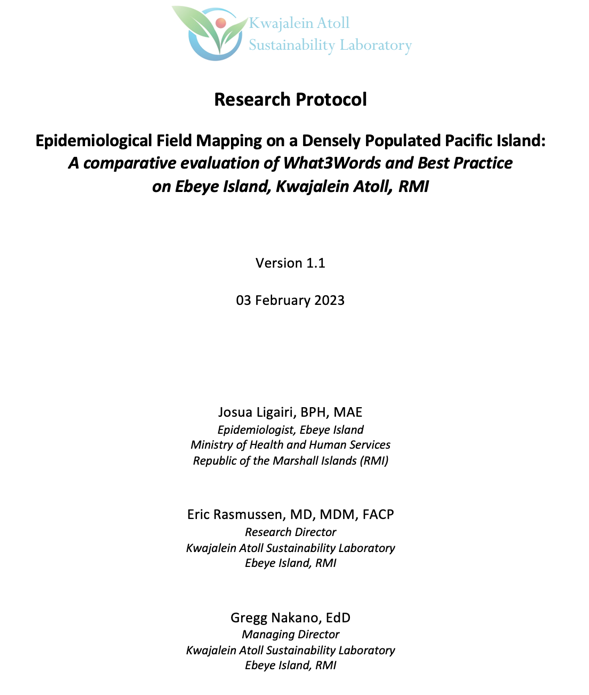 Kwajalein Atoll
Sustainability Laboratory
Research Protocol
Epidemiological Field Mapping on a Densely Populated Pacific Island:
A comparative evaluation of What3Words and Best Practice
on Ebeye Island, Kwajalein Atoll, RMI
Version 1.1
03 February 2023
Josua Ligairi, BPH, MAE
Epidemiologist, Ebeye Island
Ministry of Health and Human Services
Republic of the Marshall Islands (RMI)
Eric Rasmussen, MD, MDM, FACP
Research Director
Kwajalein Atoll Sustainability Laboratory
Ebeye Island, RMI
Gregg Nakano, EdD
Managing Director
Kwajalein Atoll Sustainability Laboratory
Ebeye Island, RMI